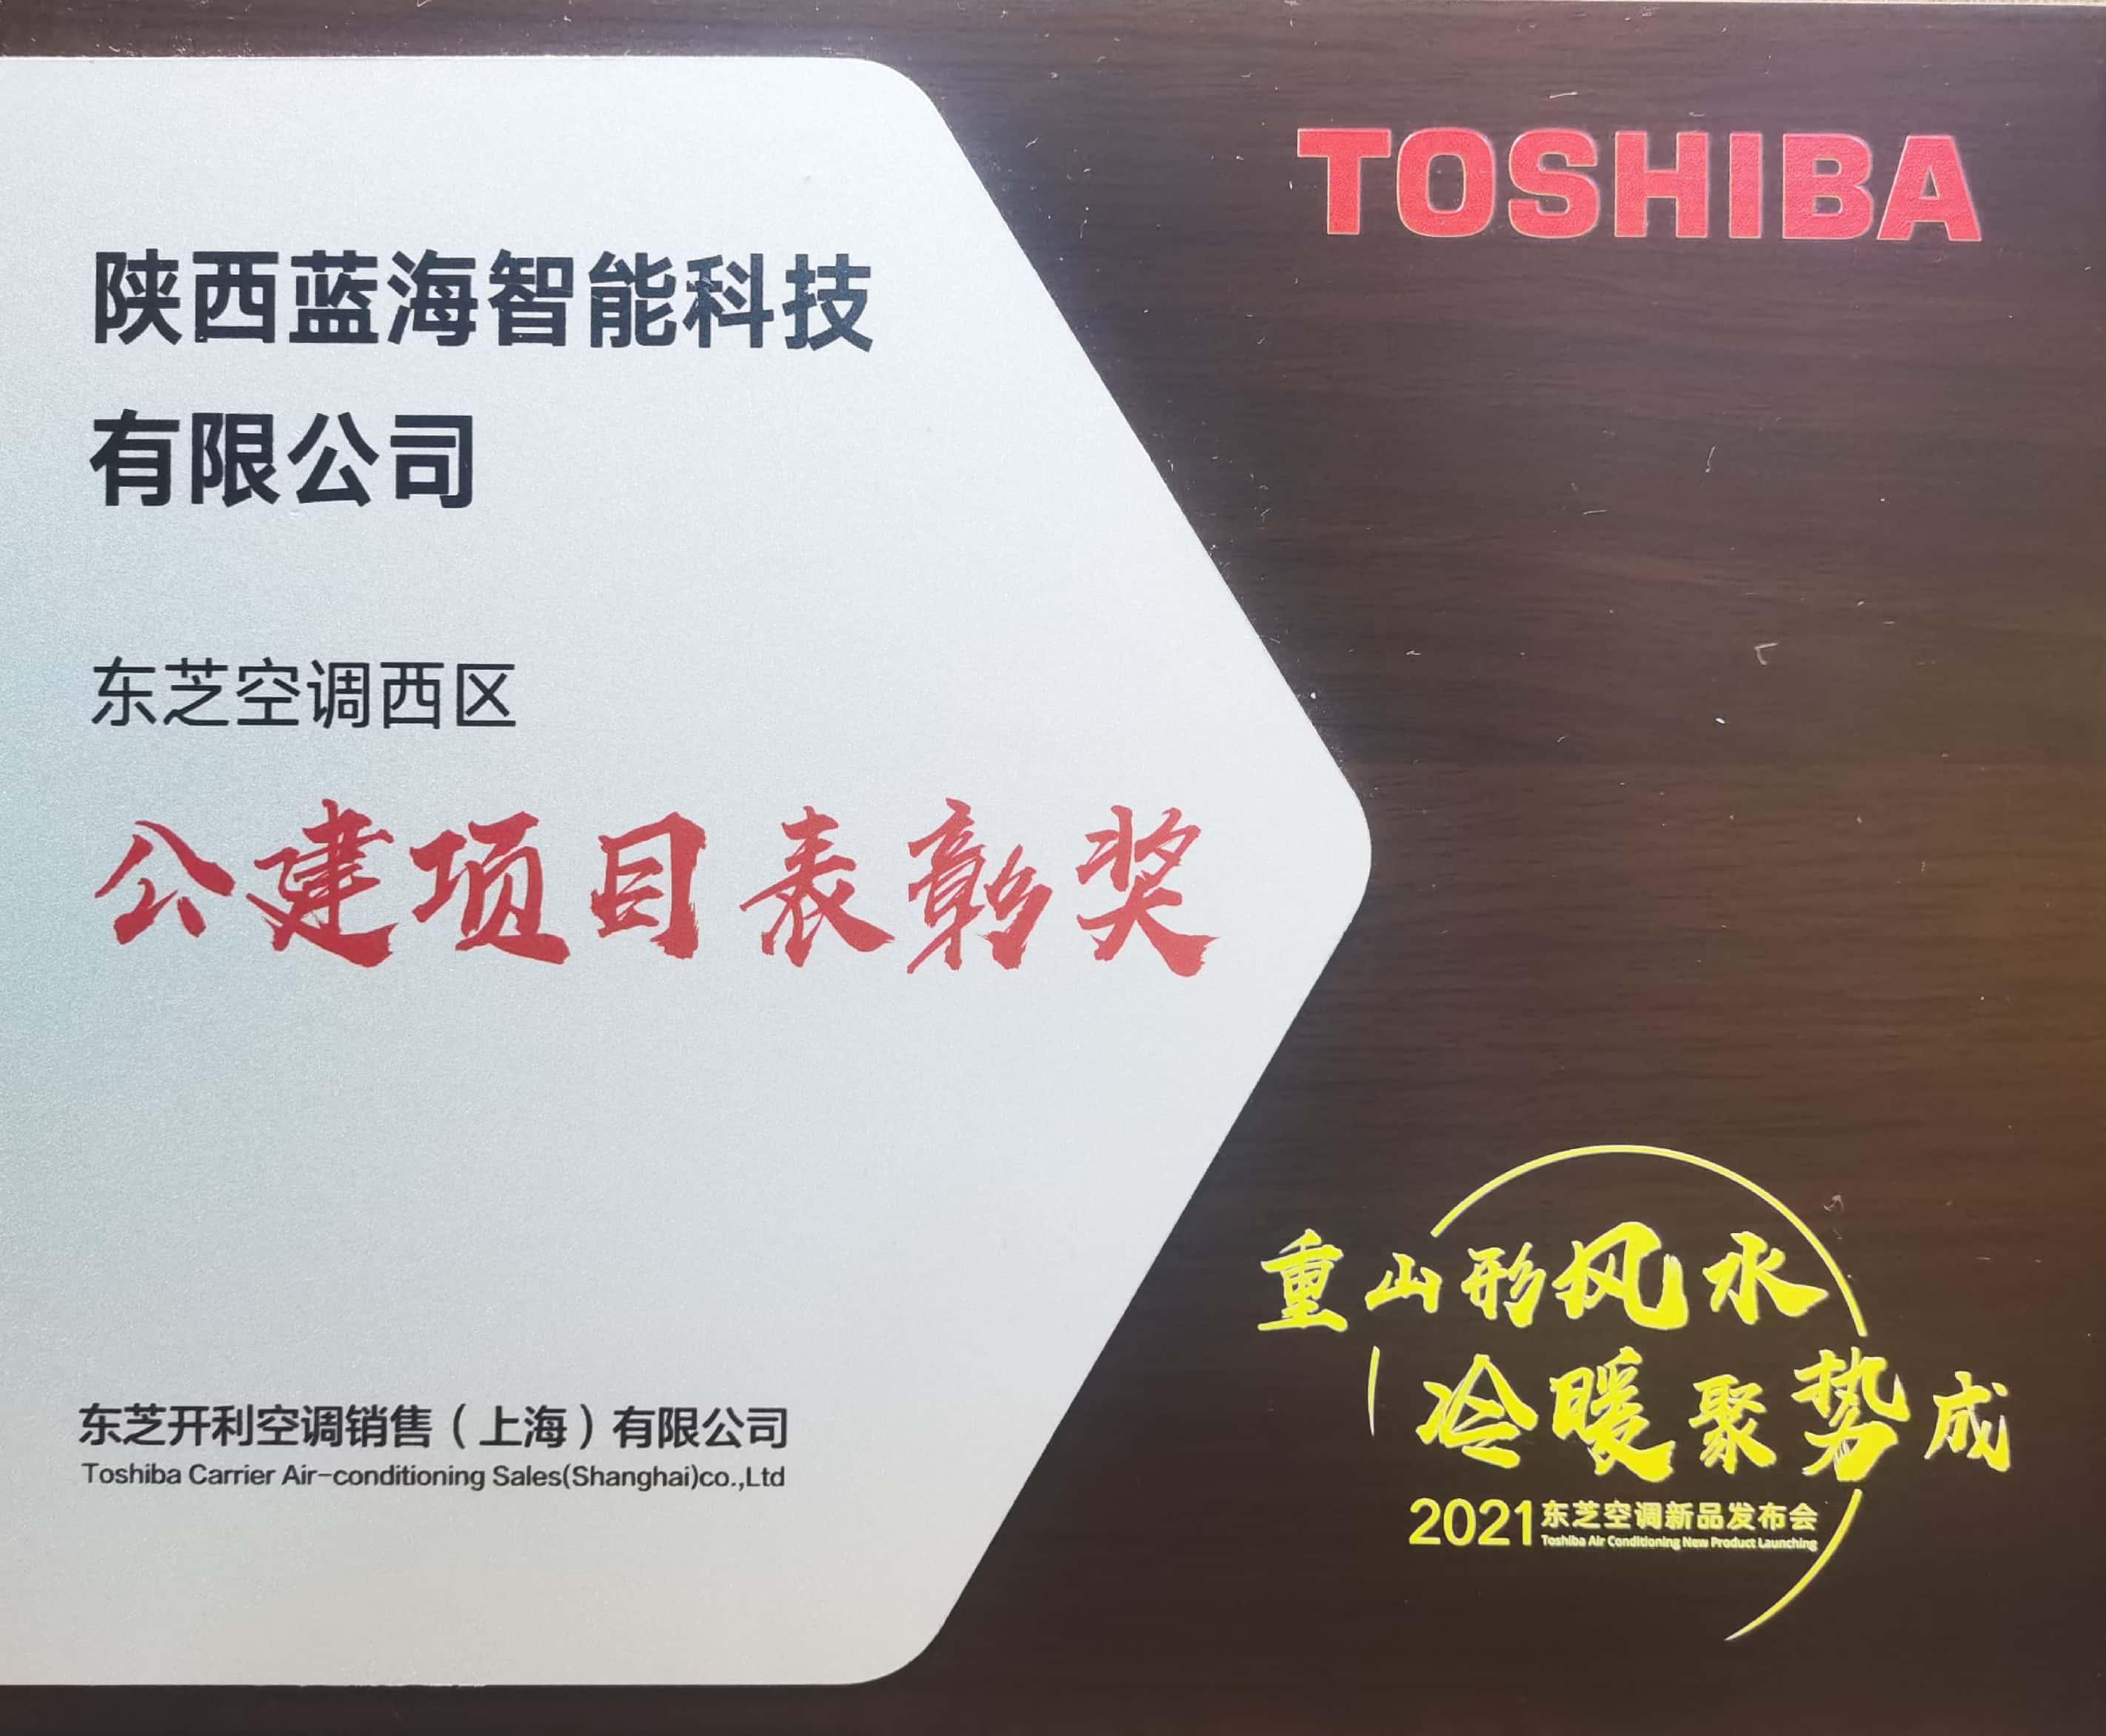 TOSHIBA
陕西蓝海智能科技
有限公司
东芝空调西区
公建项目表彰奖
东芝开利空调销售（上海）有限公司
Toshiba Carrier Air-conditioning Sales(Shanghai)co.,Ltd
重山形风水
冷暖聚势成
2021东芝空调新品发布会
Toshiba Air Conditioning New Product Launching